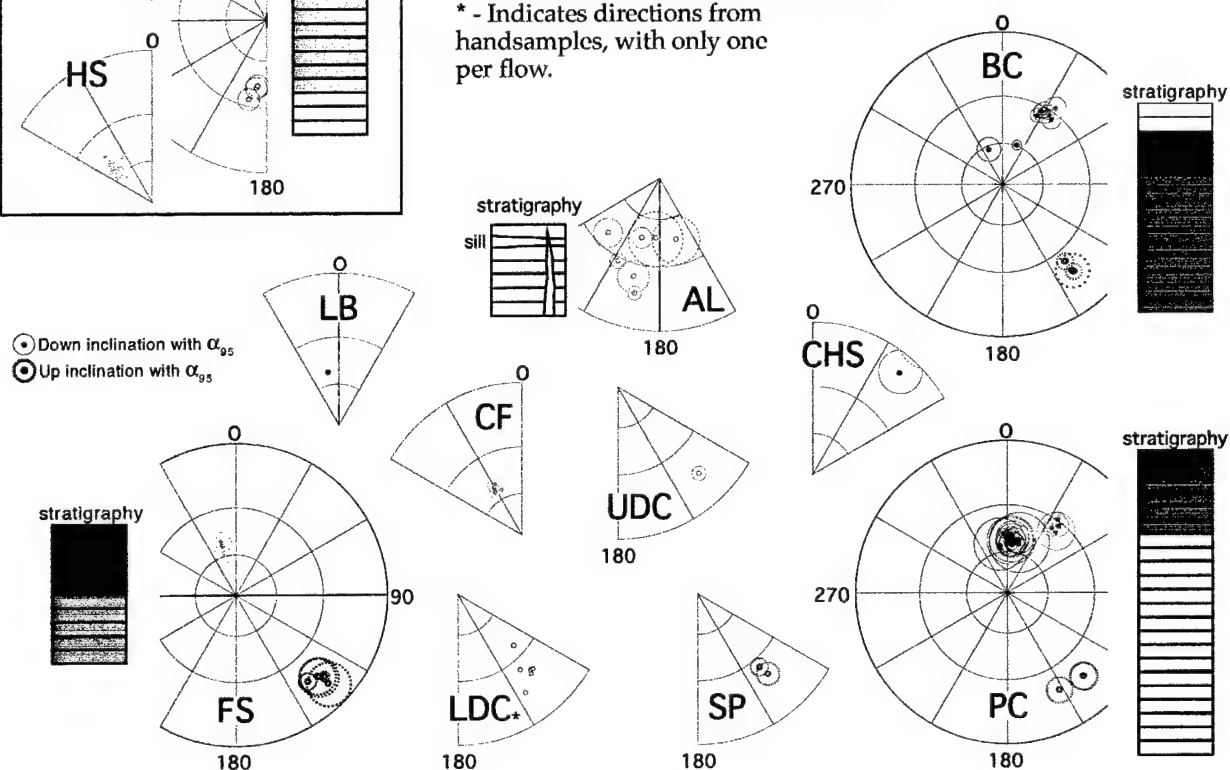 * - Indicates directions from
handsamples, with only one
per flow.
0
HS
180
0
BC
270
180
stratigraphy
stratigraphy
sill
AL
180
0
LB
Down inclination with α95
Up inclination with α95
0
CHS
0
CF
UDC
180
0
stratigraphy
90
FS
180
LDC*
180
SP
180
0
270
PC
180
stratigraphy